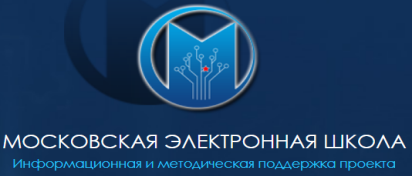 МОСКОВСКАЯ ЭЛЕКТРОННАЯ ШКОЛА
Информационная и методическая поддержка проекта